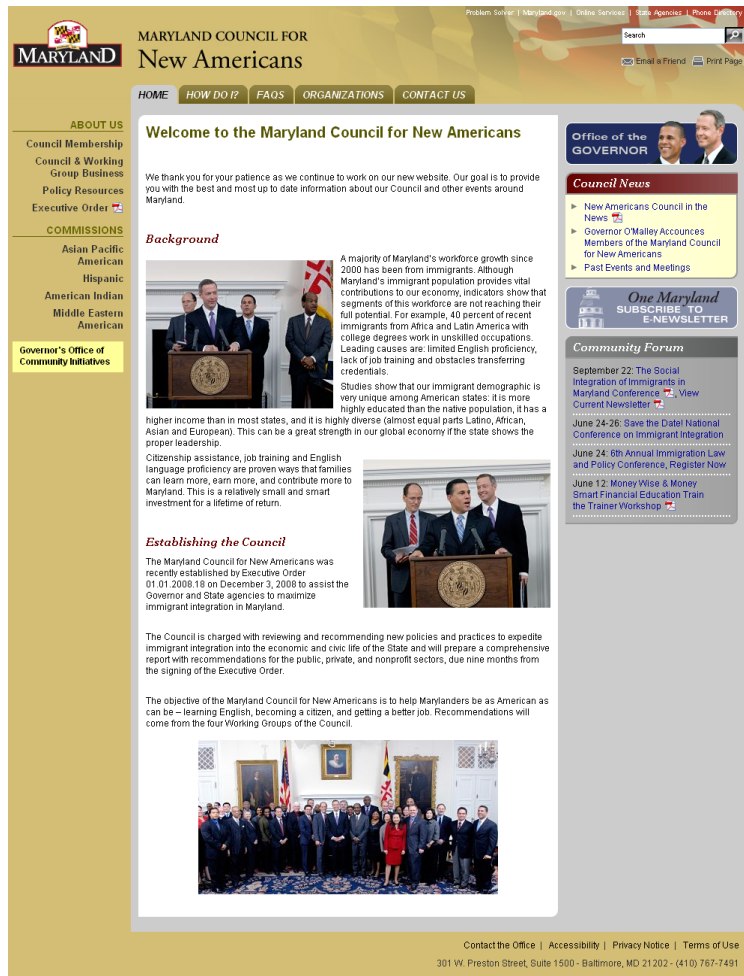 Problem Solver | Maryland.gov | Online Services | State Agencies | Phone Directory
MARYLAND
MARYLAND COUNCIL FOR
New Americans
Search
Email a Friend Print Page
HOME HOW DO I? FAQS ORGANIZATIONS CONTACT US
ABOUT US
Council Membership
Council & Working
Group Business
Policy Resources
Executive Order
COMMISSIONS
Asian Pacific
American
Hispanic
American Indian
Middle Eastern
American
Governor's Office of
Community Initiatives
Welcome to the Maryland Council for New Americans
We thank you for your patience as we continue to work on our new website. Our goal is to provide
you with the best and most up to date information about our Council and other events around
Maryland.
Background
A majority of Maryland's workforce growth since
2000 has been from immigrants. Although
Maryland's immigrant population provides vital
contributions to our economy, indicators show that
segments of this workforce are not reaching their
full potential. For example, 40 percent of recent
immigrants from Africa and Latin America with
college degrees work in unskilled occupations.
Leading causes are: limited English proficiency,
lack of job training and obstacles transferring
credentials.
Studies show that our immigrant demographic is
very unique among American states: it is more
highly educated than the native population, it has a
higher income than in most states, and it is highly diverse (almost equal parts Latino, African,
Asian and European). This can be a great strength in our global economy if the state shows the
proper leadership.
Citizenship assistance, job training and English
language proficiency are proven ways that families
can learn more, earn more, and contribute more to
Maryland. This is a relatively small and smart
investment for a lifetime of return.
Establishing the Council
The Maryland Council for New Americans was
recently established by Executive Order
01.01.2008.18 on December 3, 2008 to assist the
Governor and State agencies to maximize
immigrant integration in Maryland.
The Council is charged with reviewing and recommending new policies and practices to expedite
immigrant integration into the economic and civic life of the State and will prepare a comprehensive
report with recommendations for the public, private, and nonprofit sectors, due nine months from
the signing of the Executive Order.
The objective of the Maryland Council for New Americans is to help Marylanders be as American as
can be – learning English, becoming a citizen, and getting a better job. Recommendations will
come from the four Working Groups of the Council.
Office of the
GOVERNOR
Council News
New Americans Council in the
News
Governor O'Malley Accounces
Members of the Maryland Council
for New Americans
Past Events and Meetings
One Maryland
SUBSCRIBE TO
E-NEWSLETTER
Community Forum
September 22: The Social
Integration of Immigrants in
Maryland Conference , View
Current Newsletter
June 24-26: Save the Date! National
Conference on Immigrant Integration
June 24: 6th Annual Immigration Law
and Policy Conference, Register Now
June 12: Money Wise & Money
Smart Financial Education Train
the Trainer Workshop
Contact the Office | Accessibility | Privacy Notice | Terms of Use
301 W. Preston Street, Suite 1500 - Baltimore, MD 21202 - (410) 767-7491